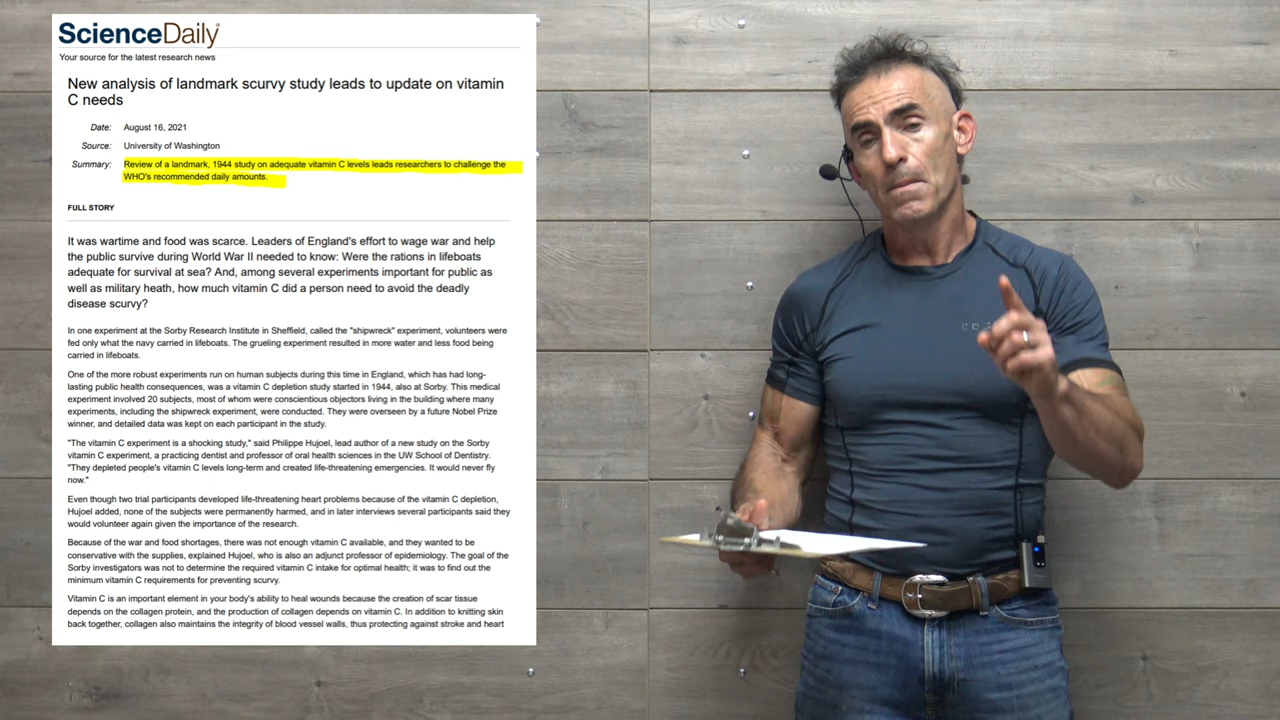 ScienceDaily
Your source for the latest research news
New analysis of landmark scurvy study leads to update on vitamin
C needs
Date: August 16, 2021
Source: University of Washington
Summary: Review of a landmark, 1944 study on adequate vitamin C levels leads researchers to challenge the
WHO's recommended daily amounts.
FULL STORY
It was wartime and food was scarce. Leaders of England's effort to wage war and help
the public survive during World War II needed to know: Were the rations in lifeboats
adequate for survival at sea? And, among several experiments important for public as
well as military heath, how much vitamin C did a person need to avoid the deadly
disease scurvy?
In one experiment at the Sorby Research Institute in Sheffield, called the "shipwreck" experiment, volunteers were
fed only what the navy carried in lifeboats. The grueling experiment resulted in more water and less food being
carried in lifeboats.
One of the more robust experiments run on human subjects during this time in England, which has had long-
lasting public health consequences, was a vitamin C depletion study started in 1944, also at Sorby. This medical
experiment involved 20 subjects, most of whom were conscientious objectors living in the building where many
experiments, including the shipwreck experiment, were conducted. They were overseen by a future Nobel Prize
winner, and detailed data was kept on each participant in the study.
"The vitamin C experiment is a shocking study," said Philippe Hujoel, lead author of a new study on the Sorby
vitamin C experiment, a practicing dentist and professor of oral health sciences in the UW School of Dentistry.
"They depleted people's vitamin C levels long-term and created life-threatening emergencies. It would never fly
now."
Even though two trial participants developed life-threatening heart problems because of the vitamin C depletion,
Hujoel added, none of the subjects were permanently harmed, and in later interviews several participants said they
would volunteer again given the importance of the research.
Because of the war and food shortages, there was not enough vitamin C available, and they wanted to be
conservative with the supplies, explained Hujoel, who is also an adjunct professor of epidemiology. The goal of the
Sorby investigators was not to determine the required vitamin C intake for optimal health; it was to find out the
minimum vitamin C requirements for preventing scurvy.
Vitamin C is an important element in your body's ability to heal wounds because the creation of scar tissue
depends on the collagen protein, and the production of collagen depends on vitamin C. In addition to knitting skin
back together, collagen also maintains the integrity of blood vessel walls, thus protecting against stroke and heart